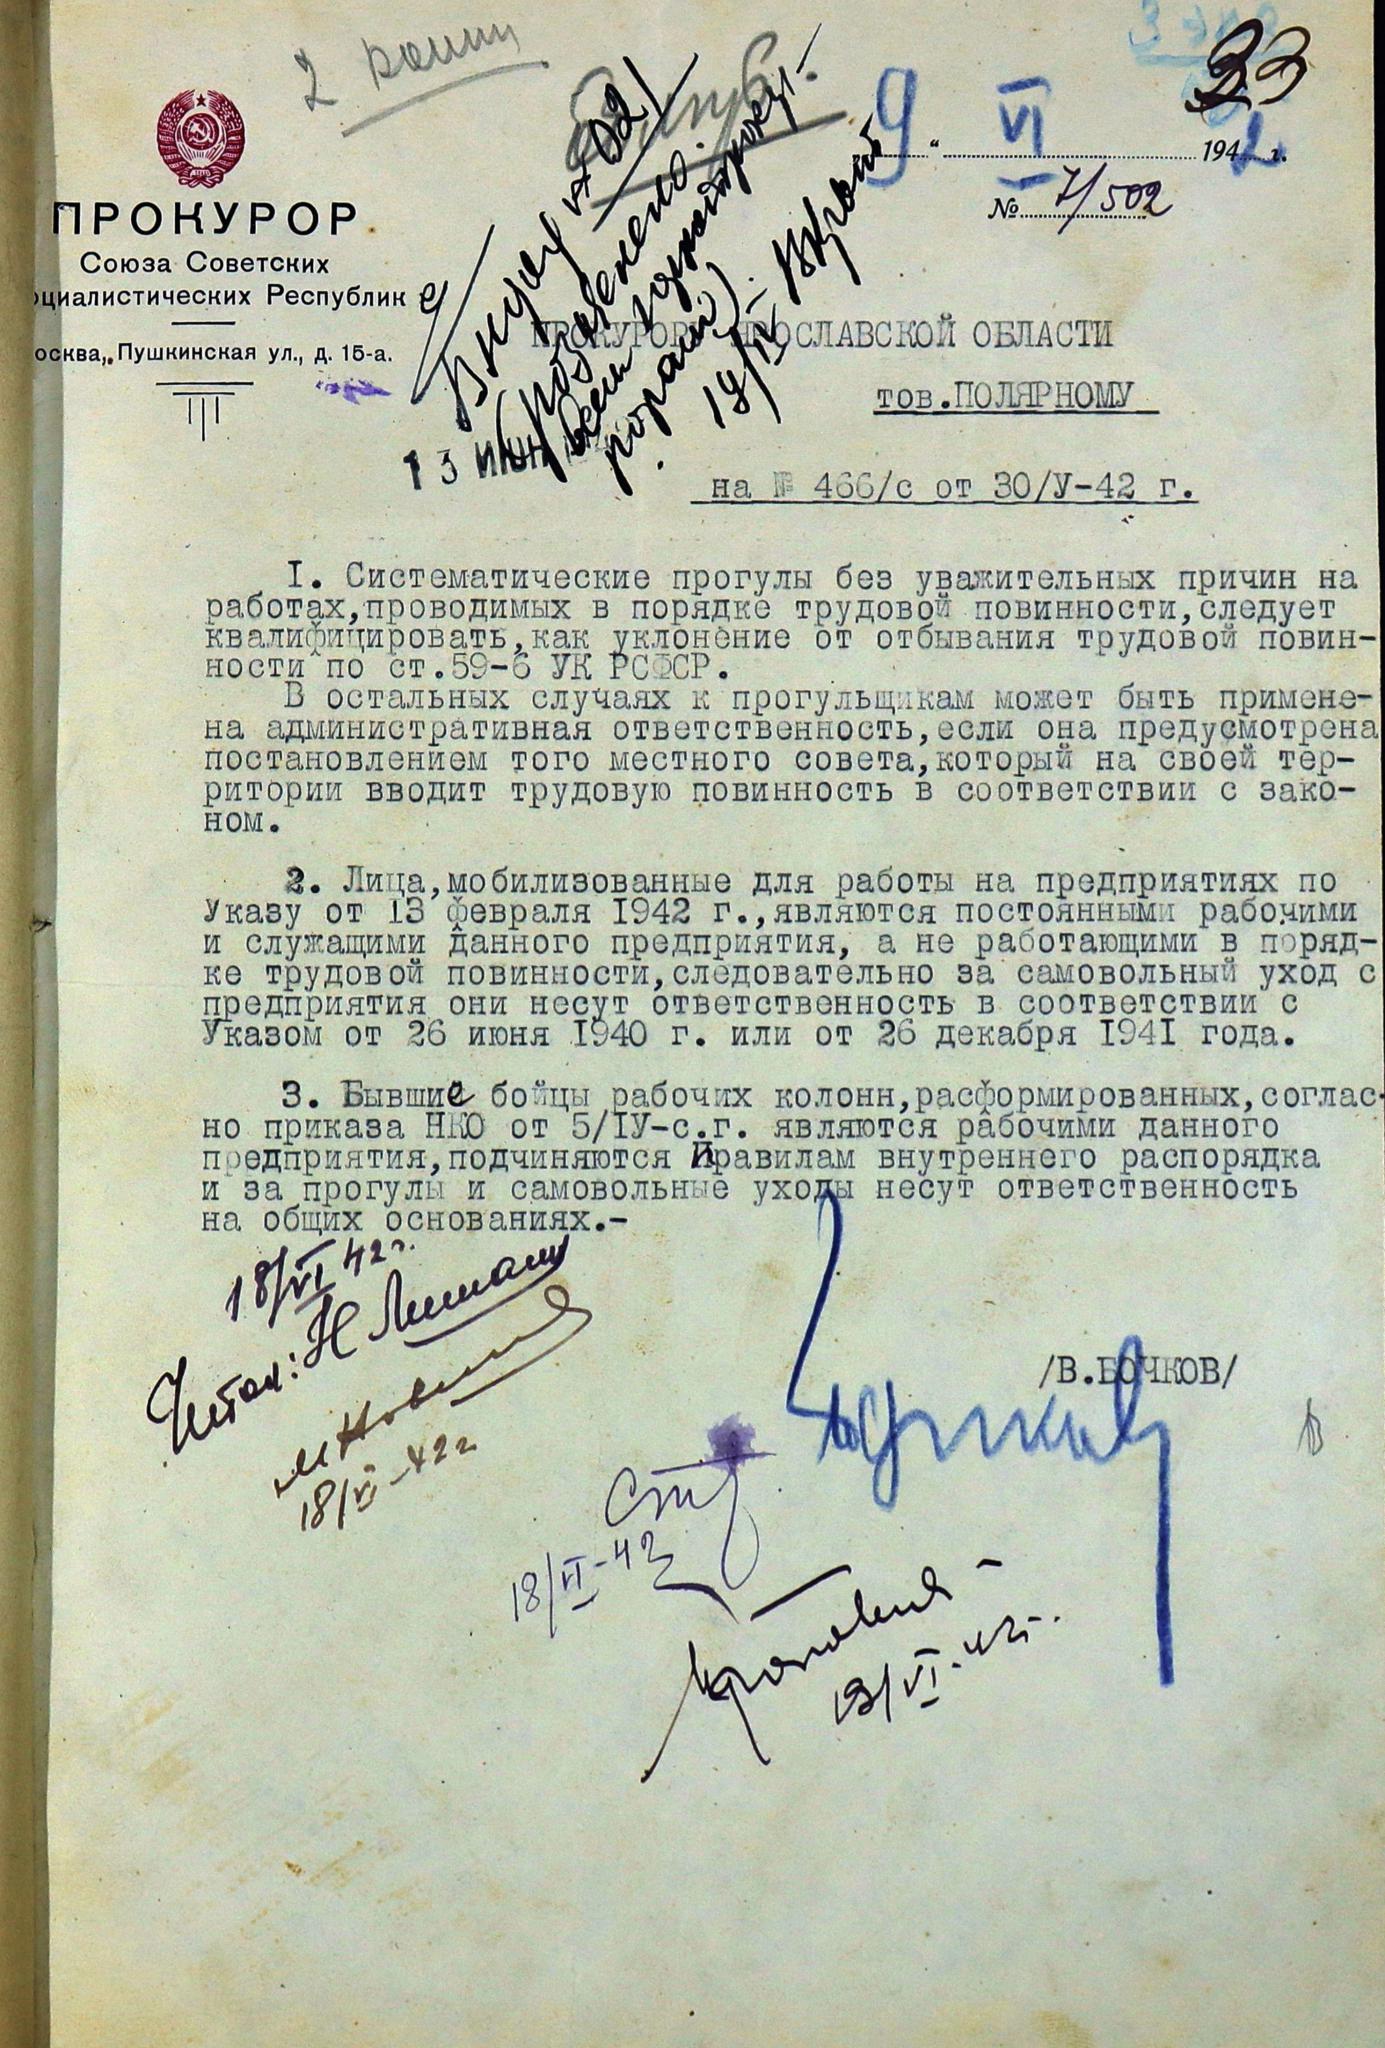 2 копии
33
"9" VI 1942 г.
№ 7/502
ПРОКУРОР
Союза Советских
оциалистических Республик
осква, Пушкинская ул., д. 15-а.
размножено
всем
13 ИЮН
ПРОКУРОРУ ЯРОСЛАВСКОЙ ОБЛАСТИ
тов.ПОЛЯРНОМУ
на № 466/с от 30/У-42 г.
I. Систематические прогулы без уважительных причин на
работах,проводимых в порядке трудовой повинности,следует
квалифицировать,как уклонение от отбывания трудовой повин-
ности по ст.59-6 УК РСФСР.
В остальных случаях к прогульщикам может быть примене-
на административная ответственность,если она предусмотрена
постановлением того местного совета,который на своей тер-
ритории вводит трудовую повинность в соответствии с зако-
ном.
2. Лица,мобилизованные для работы на предприятиях по
Указу от 13 февраля 1942 г.,являются постоянными рабочими
и служащими данного предприятия, а не работающими в поряд-
ке трудовой повинности,следовательно за самовольный уход с
предприятия они несут ответственность в соответствии с
Указом от 26 июня 1940 г. или от 26 декабря 1941 года.
3. Бывшие бойцы рабочих колонн,расформированных,соглас-
но приказа НКО от 5/IУ-с.г. являются рабочими данного
предприятия,подчиняются Правилам внутреннего распорядка
и за прогулы и самовольные уходы несут ответственность
на общих основаниях.-
18/VI 42 г.
Читал:
/В.БОЧКОВ/
Бочков
18/VI-42 г
18/VI-42
19/VI-42 г.